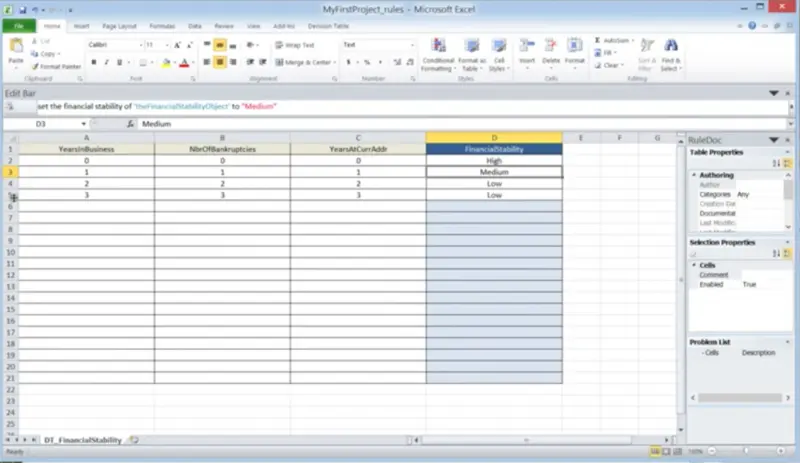 MyFirstProject_rules - Microsoft Excel
File Home Insert Page Layout Formulas Data Review View Add-Ins Decision Table
Paste
Cut
Copy
Format Painter
Clipboard
Calibri 11
B I U
Font
Wrap Text
Merge & Center
Alignment
Text
$ % ,
Number
Conditional Formatting
Format as Table
Cell Styles
Styles
Insert Delete Format
Cells
AutoSum
Fill
Clear
Sort & Filter
Find & Select
Editing
Edit Bar
set the financial stability of 'theFinancialStabilityObject' to "Medium"
D3 fx Medium
A B C D E F G
1 YearsInBusiness NbrOfBankruptcies YearsAtCurrAddr FinancialStability
2 0 0 0 High
3 1 1 1 Medium
4 2 2 2 Low
3 3 3 Low
6
7
8
9
10
11
12
13
14
15
16
17
18
19
20
21
22
23
24
25
RuleDoc
Table Properties
Authoring
Author
Categories Any
Creation Dat
Documentat
Last Modific
Selection Properties
Cells
Comment
Enabled True
Problem List
- Cells Description
DT_FinancialStability
100%